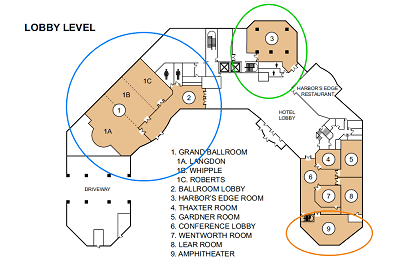 LOBBY LEVEL
3
1C
1B
2
1
1A
HARBOR'S EDGE
RESTAURANT
HOTEL
LOBBY
4
5
6
7
8
9
DRIVEWAY
1. GRAND BALLROOM
1A. LANGDON
1B. WHIPPLE
1C. ROBERTS
2. BALLROOM LOBBY
3. HARBOR'S EDGE ROOM
4. THAXTER ROOM
5. GARDNER ROOM
6. CONFERENCE LOBBY
7. WENTWORTH ROOM
8. LEAR ROOM
9. AMPHITHEATER